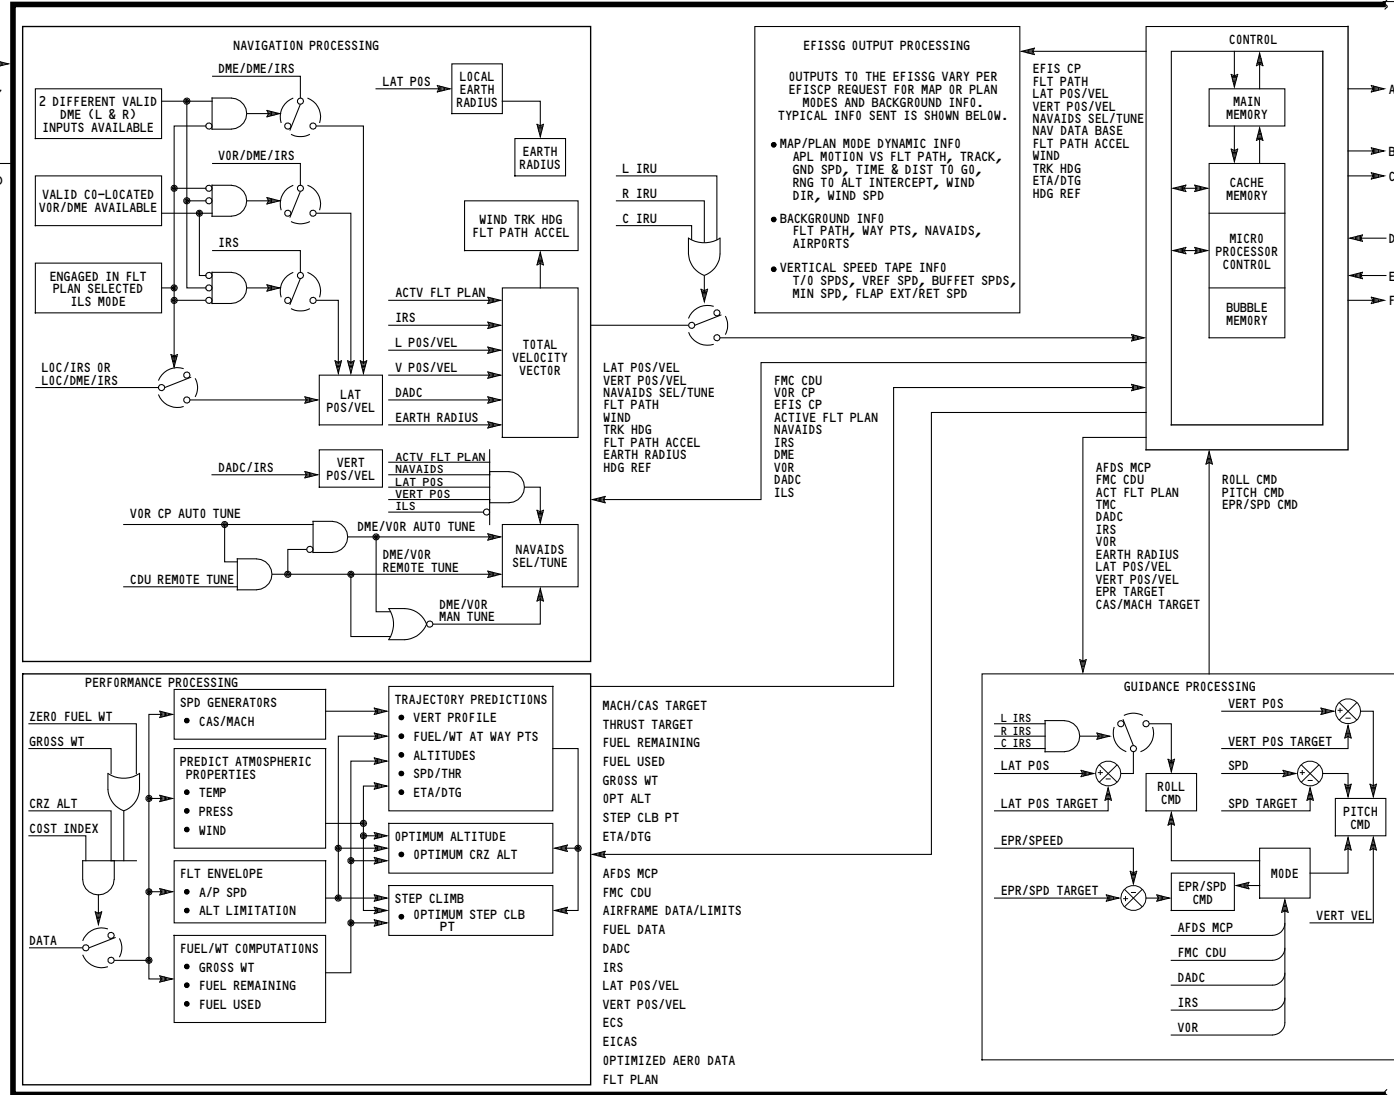 NAVIGATION PROCESSING
DME/DME/IRS
2 DIFFERENT VALID
DME (L & R)
INPUTS AVAILABLE
VOR/DME/IRS
VALID CO-LOCATED
VOR/DME AVAILABLE
IRS
ENGAGED IN FLT
PLAN SELECTED
ILS MODE
LOC/IRS OR
LOC/DME/IRS
LAT
POS/VEL
LAT POS
LOCAL
EARTH
RADIUS
EARTH
RADIUS
WIND TRK HDG
FLT PATH ACCEL
ACTV FLT PLAN
IRS
L POS/VEL
V POS/VEL
DADC
EARTH RADIUS
TOTAL
VELOCITY
VECTOR
DADC/IRS
VERT
POS/VEL
ACTV FLT PLAN
NAVAIDS
LAT POS
VERT POS
ILS
VOR CP AUTO TUNE
CDU REMOTE TUNE
DME/VOR AUTO TUNE
DME/VOR
REMOTE TUNE
DME/VOR
MAN TUNE
NAVAIDS
SEL/TUNE
L IRU
R IRU
C IRU
LAT POS/VEL
VERT POS/VEL
NAVAIDS SEL/TUNE
FLT PATH
WIND
TRK HDG
FLT PATH ACCEL
EARTH RADIUS
HDG REF
FMC CDU
VOR CP
EFIS CP
ACTIVE FLT PLAN
NAVAIDS
IRS
DME
VOR
DADC
ILS
EFISSG OUTPUT PROCESSING
OUTPUTS TO THE EFISSG VARY PER
EFISCP REQUEST FOR MAP OR PLAN
MODES AND BACKGROUND INFO.
TYPICAL INFO SENT IS SHOWN BELOW.
• MAP/PLAN MODE DYNAMIC INFO
APL MOTION VS FLT PATH, TRACK,
GND SPD, TIME & DIST TO GO,
RNG TO ALT INTERCEPT, WIND
DIR, WIND SPD
• BACKGROUND INFO
FLT PATH, WAY PTS, NAVAIDS,
AIRPORTS
• VERTICAL SPEED TAPE INFO
T/O SPDS, VREF SPD, BUFFET SPDS,
MIN SPD, FLAP EXT/RET SPD
EFIS CP
FLT PATH
LAT POS/VEL
VERT POS/VEL
NAVAIDS SEL/TUNE
NAV DATA BASE
FLT PATH ACCEL
WIND
TRK HDG
ETA/DTG
HDG REF
CONTROL
MAIN
MEMORY
CACHE
MEMORY
MICRO
PROCESSOR
CONTROL
BUBBLE
MEMORY
A
B
C
D
E
F
AFDS MCP
FMC CDU
ACT FLT PLAN
TMC
DADC
IRS
VOR
EARTH RADIUS
LAT POS/VEL
VERT POS/VEL
EPR TARGET
CAS/MACH TARGET
ROLL CMD
PITCH CMD
EPR/SPD CMD
PERFORMANCE PROCESSING
ZERO FUEL WT
GROSS WT
CRZ ALT
COST INDEX
DATA
SPD GENERATORS
• CAS/MACH
PREDICT ATMOSPHERIC
PROPERTIES
• TEMP
• PRESS
• WIND
FLT ENVELOPE
• A/P SPD
• ALT LIMITATION
FUEL/WT COMPUTATIONS
• GROSS WT
• FUEL REMAINING
• FUEL USED
TRAJECTORY PREDICTIONS
• VERT PROFILE
• FUEL/WT AT WAY PTS
• ALTITUDES
• SPD/THR
• ETA/DTG
OPTIMUM ALTITUDE
• OPTIMUM CRZ ALT
STEP CLIMB
• OPTIMUM STEP CLB
PT
MACH/CAS TARGET
THRUST TARGET
FUEL REMAINING
FUEL USED
GROSS WT
OPT ALT
STEP CLB PT
ETA/DTG
AFDS MCP
FMC CDU
AIRFRAME DATA/LIMITS
FUEL DATA
DADC
IRS
LAT POS/VEL
VERT POS/VEL
ECS
EICAS
OPTIMIZED AERO DATA
FLT PLAN
GUIDANCE PROCESSING
L IRS
R IRS
C IRS
LAT POS
LAT POS TARGET
ROLL
CMD
VERT POS
VERT POS TARGET
SPD
SPD TARGET
PITCH
CMD
EPR/SPEED
EPR/SPD TARGET
EPR/SPD
CMD
MODE
VERT VEL
AFDS MCP
FMC CDU
DADC
IRS
VOR